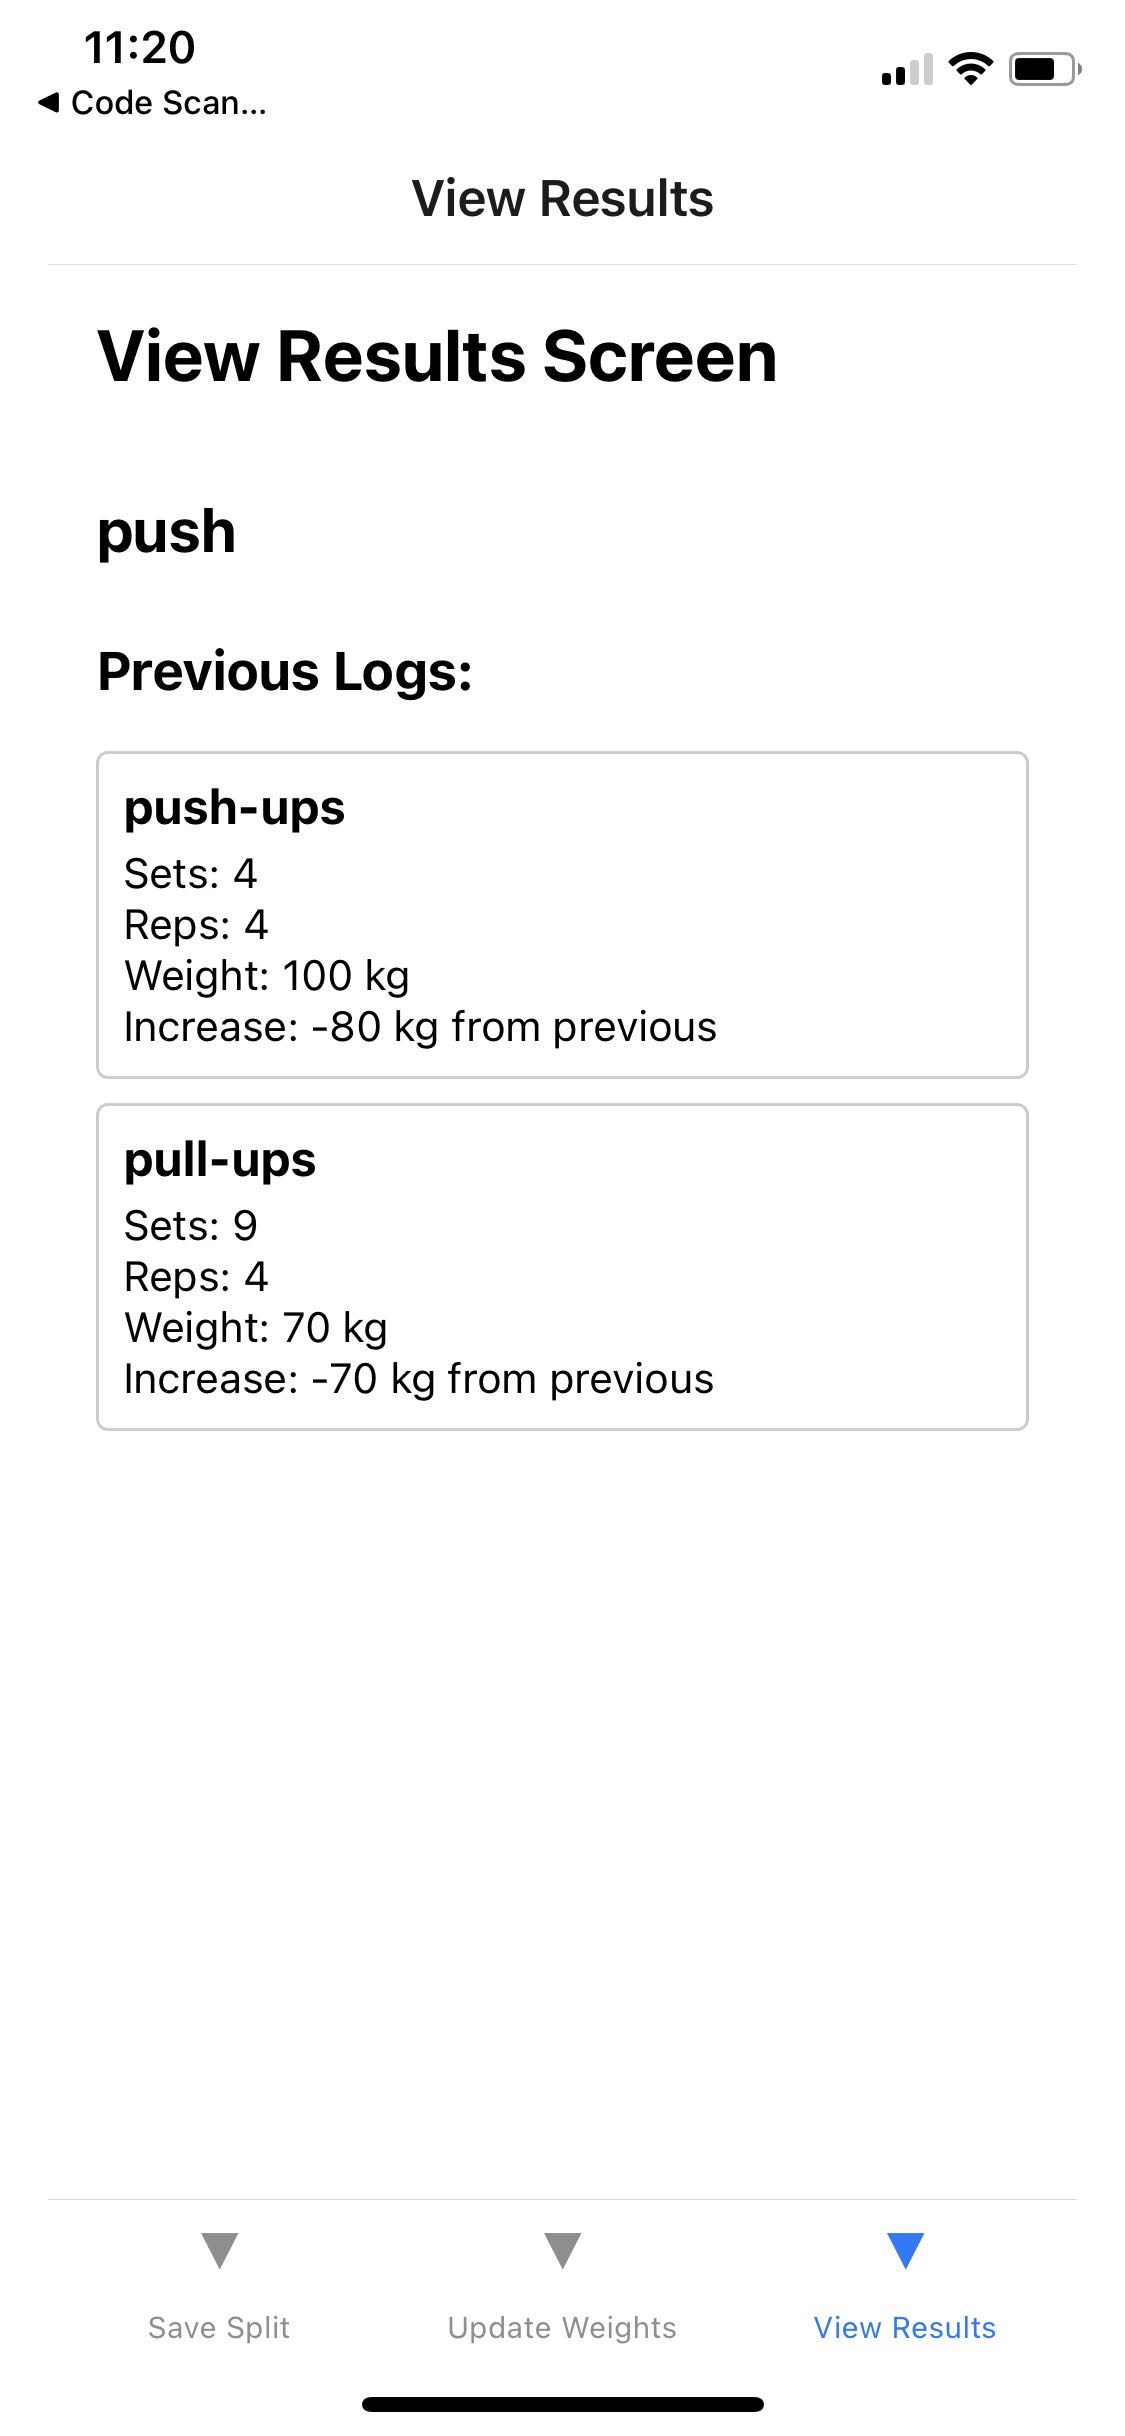 11:20
Code Scan...
View Results
View Results Screen
push
Previous Logs:
push-ups
Sets: 4
Reps: 4
Weight: 100 kg
Increase: -80 kg from previous
pull-ups
Sets: 9
Reps: 4
Weight: 70 kg
Increase: -70 kg from previous
Save Split
Update Weights
View Results